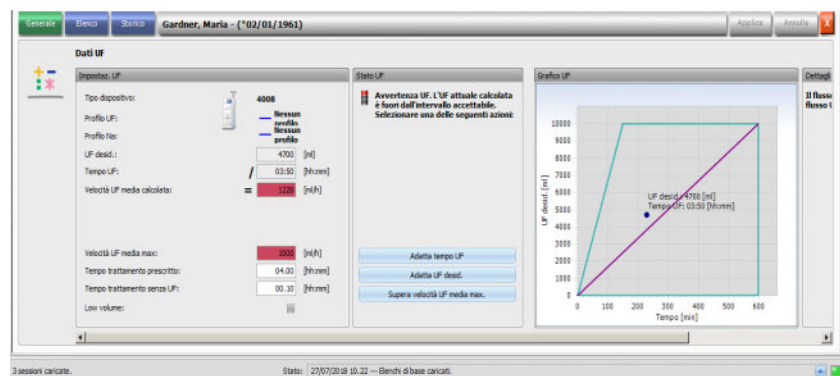 Generale Elenco Storico Gardner, Maria - (*02/01/1961) Applica Annulla X
Dati UF
Impostaz. UF
Tipo dispositivo: 4008
Profilo UF: Nessun profilo
Profilo Na: Nessun profilo
UF desid.: 4700 [ml]
Tempo UF: / 03:50 [hh:mm]
Velocità UF media calcolata: = 1226 [ml/h]
Velocità UF media max: 1000 [ml/h]
Tempo trattamento prescritto: 04.00 [hh:mm]
Tempo trattamento senza UF: 00.10 [hh:mm]
Low volume:
Stato UF
Avvertenza UF. L'UF attuale calcolata
è fuori dall'intervallo accettabile.
Selezionare una delle seguenti azioni:
Adatta tempo UF
Adatta UF desid.
Supera velocità UF media max.
Grafico UF
UF desid. [ml]
10000
9000
8000
7000
6000
5000
4000
3000
2000
1000
0
UF desid.: 4700 [ml]
Tempo UF: 03:50 [hh:mm]
0 100 200 300 400 500 600
Tempo [min]
Dettagli
Il flusso
flusso
3 sessioni caricate. Stato: 27/07/2018 10.22 --- Elenchi di base caricati.